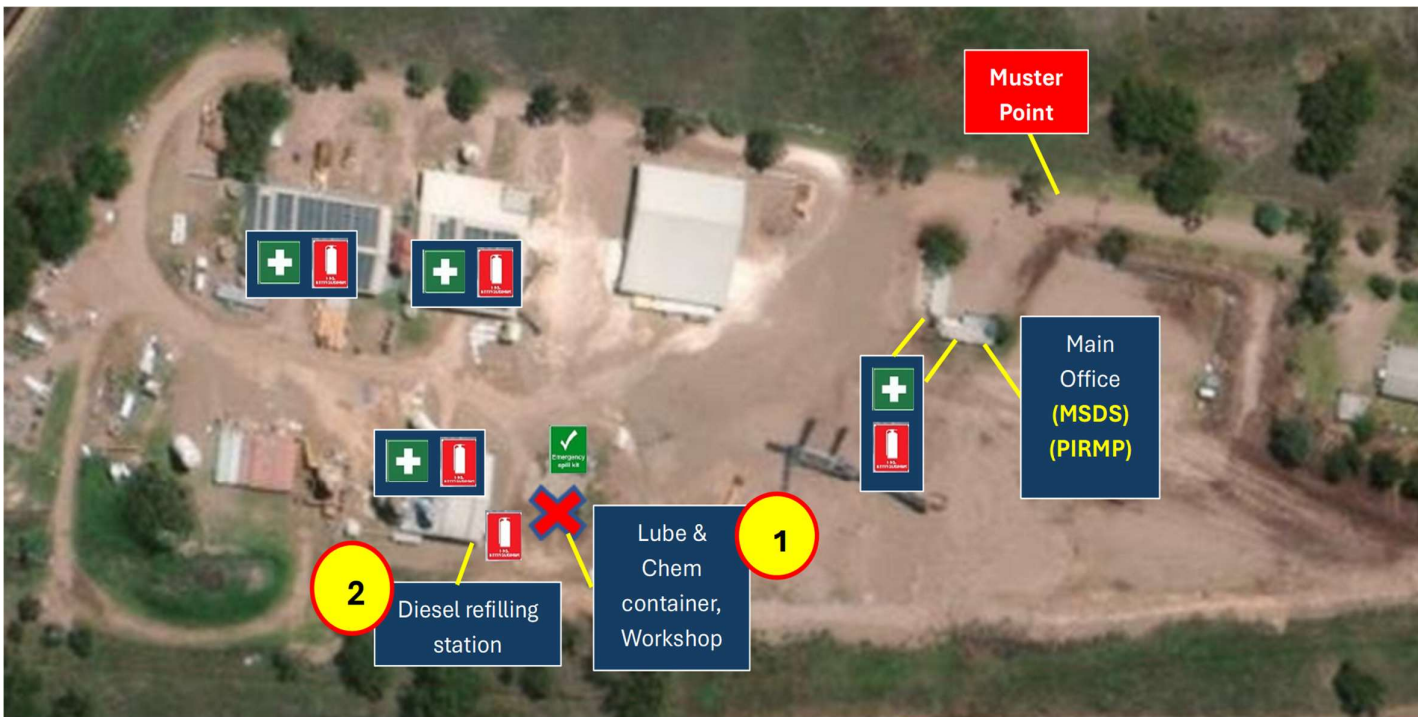 Muster
Point
Main
Office
(MSDS)
(PIRMP)
Emergency
spill kit
Lube &
Chem
container,
Workshop
1
2
Diesel refilling
station